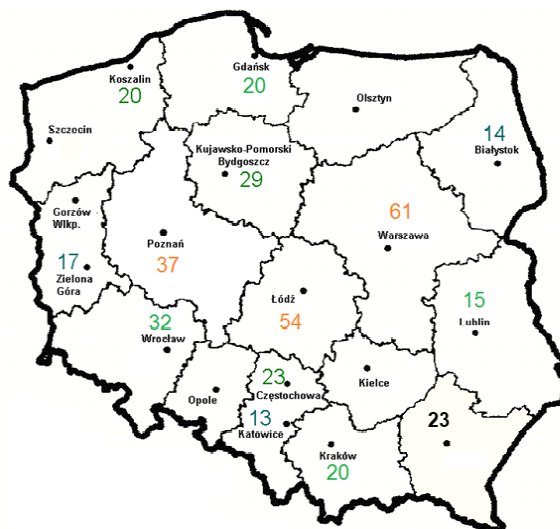 Koszalin
20
Gdańsk
20
Olsztyn
Szczecin
Kujawsko-Pomorski
Bydgoszcz
29
14
Białystok
Gorzów
Wlkp.
61
Warszawa
Poznań
37
17
Zielona
Góra
Łódź
54
15
Lublin
32
Wrocław
23
Częstochowa
Kielce
Opole
13
Katowice
23
Kraków
20